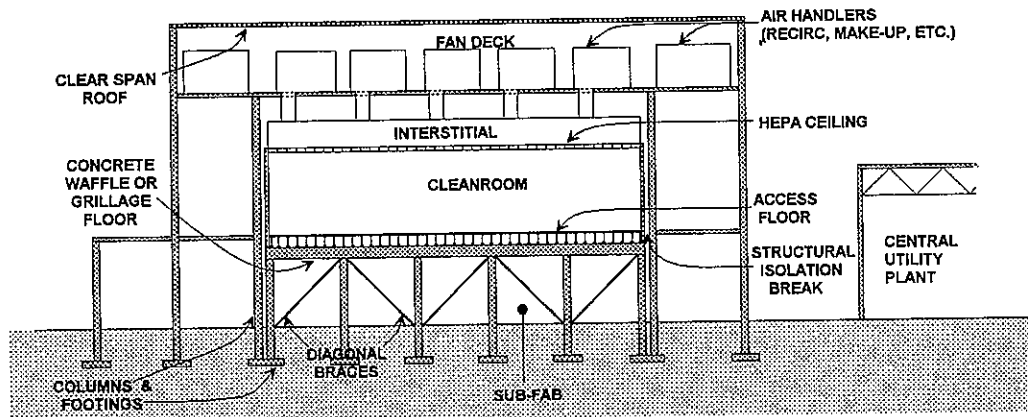 AIR HANDLERS
(RECIRC, MAKE-UP, ETC.)
FAN DECK
CLEAR SPAN
ROOF
INTERSTITIAL
HEPA CEILING
CONCRETE
WAFFLE OR
GRILLAGE
FLOOR
CLEANROOM
ACCESS
FLOOR
STRUCTURAL
ISOLATION
BREAK
CENTRAL
UTILITY
PLANT
DIAGONAL
BRACES
COLUMNS &
FOOTINGS
SUB-FAB